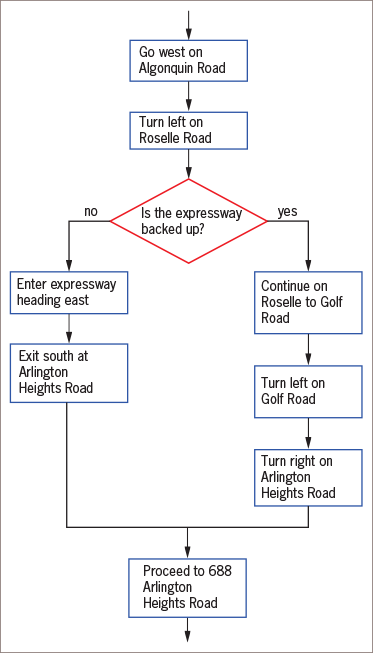 Go west on
Algonquin Road
Turn left on
Roselle Road
Is the expressway
backed up?
no
yes
Enter expressway
heading east
Exit south at
Arlington
Heights Road
Continue on
Roselle to Golf
Road
Turn left on
Golf Road
Turn right on
Arlington
Heights Road
Proceed to 688
Arlington
Heights Road